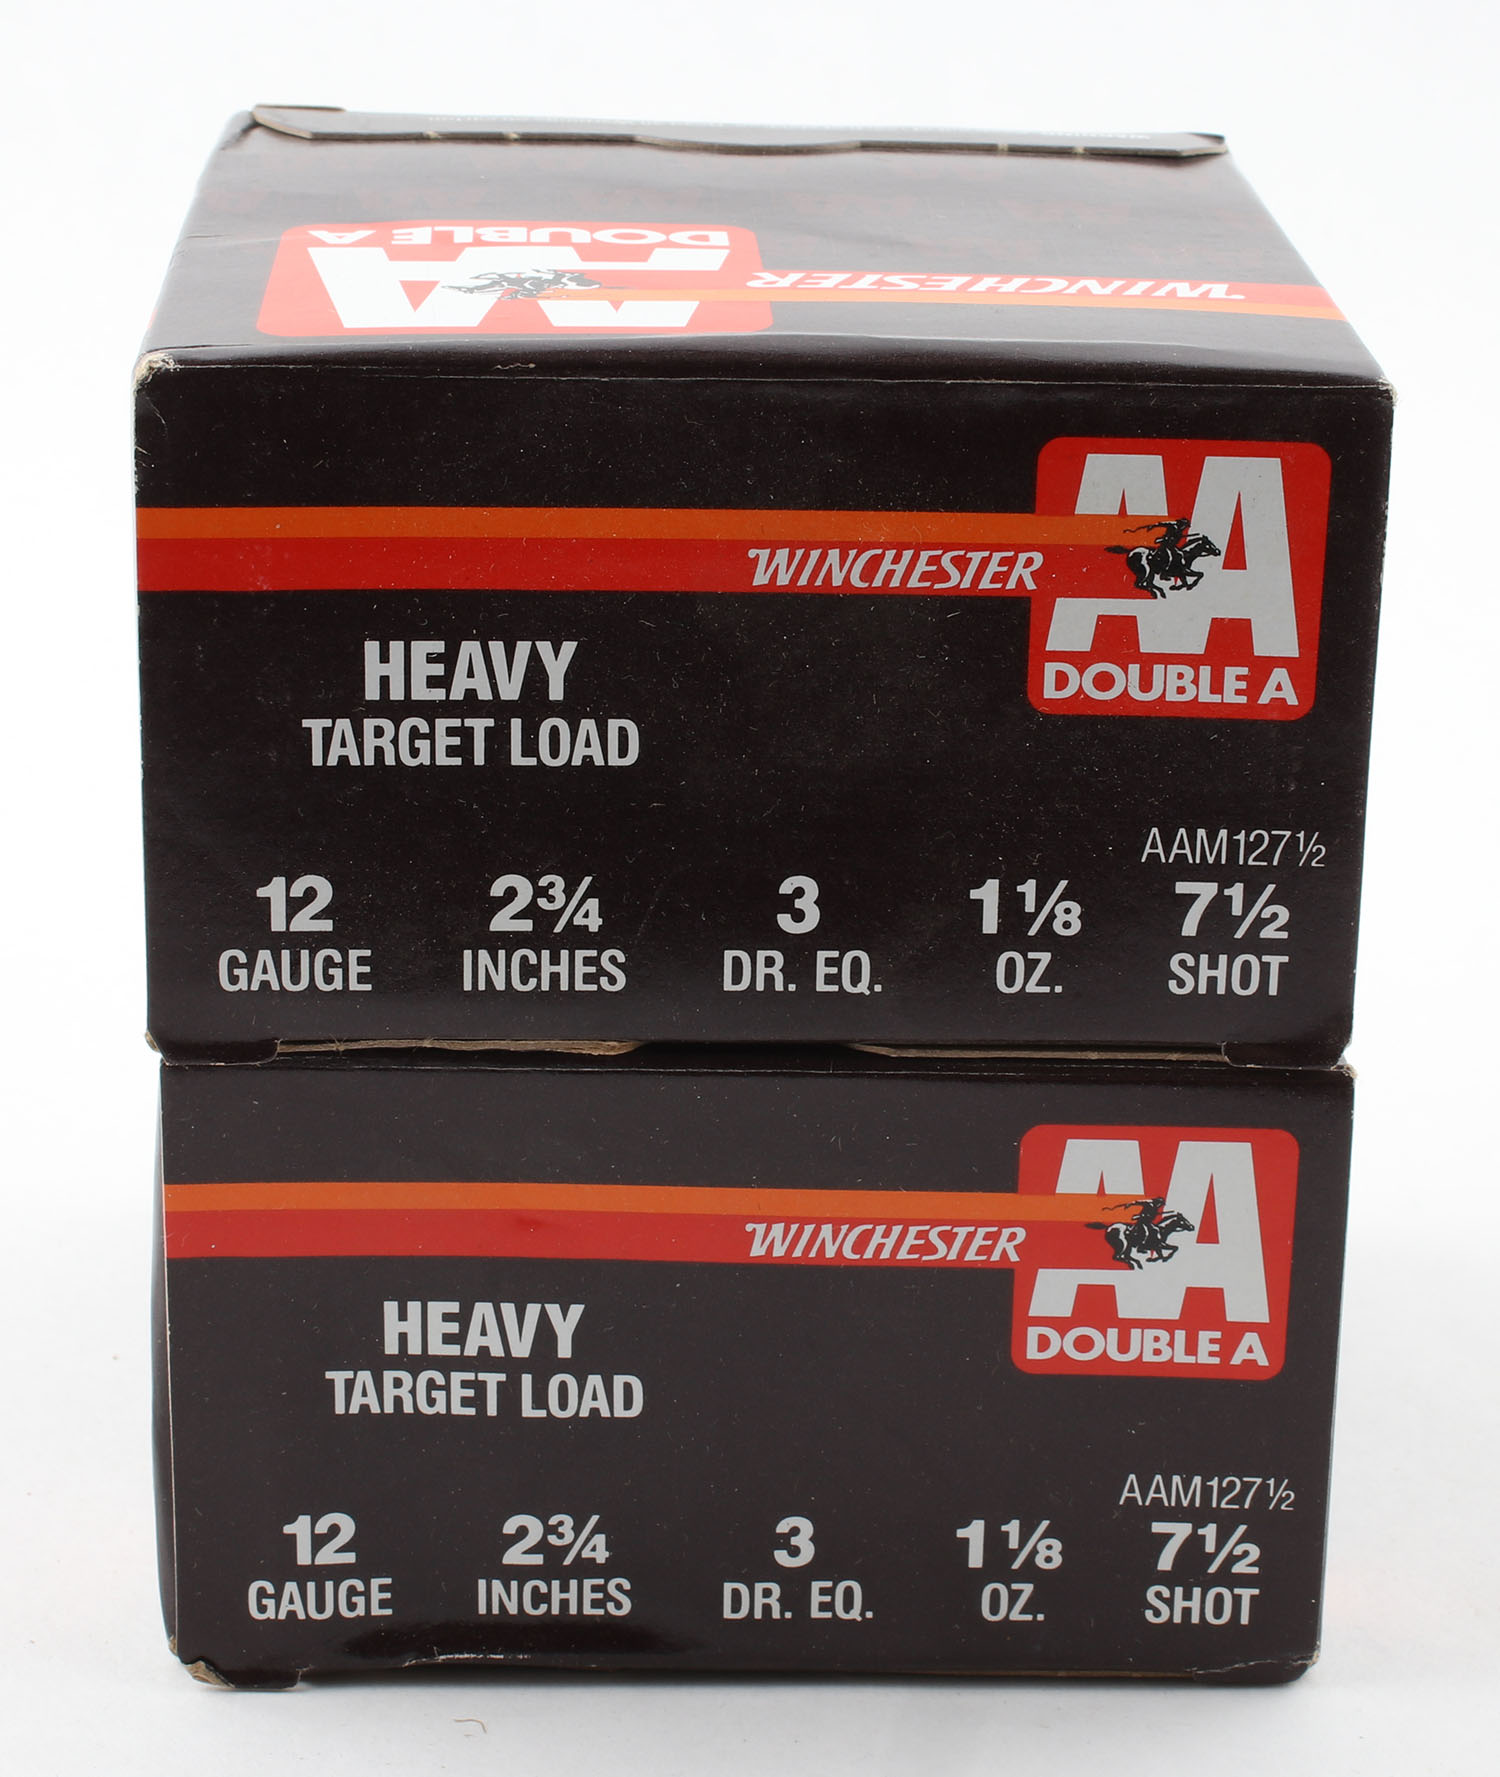 DOUBLE A
AA
WINCHESTER
AA
WINCHESTER
DOUBLE A
HEAVY
TARGET LOAD
AAM127½
12 2¾ 3 1⅛ 7½
GAUGE INCHES DR. EQ. OZ. SHOT
AA
WINCHESTER
DOUBLE A
HEAVY
TARGET LOAD
AAM127½
12 2¾ 3 1⅛ 7½
GAUGE INCHES DR. EQ. OZ. SHOT